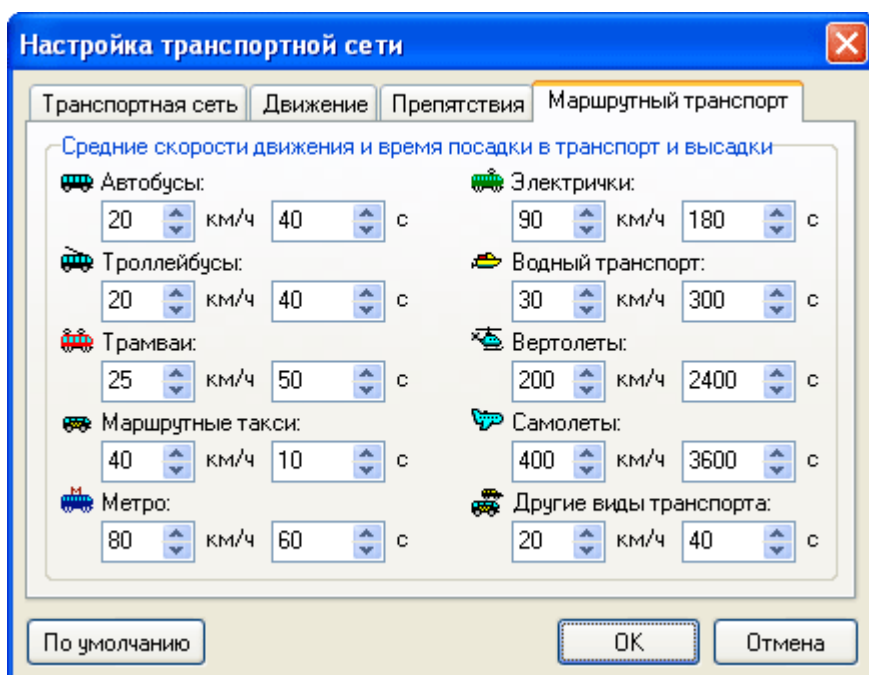 Настройка транспортной сети
Транспортная сеть Движение Препятствия Маршрутный транспорт
Средние скорости движения и время посадки в транспорт и высадки
Автобусы:
20 км/ч 40 с
Троллейбусы:
20 км/ч 40 с
Трамваи:
25 км/ч 50 с
Маршрутные такси:
40 км/ч 10 с
М
Метро:
80 км/ч 60 с
Электрички:
90 км/ч 180 с
Водный транспорт:
30 км/ч 300 с
Вертолеты:
200 км/ч 2400 с
Самолеты:
400 км/ч 3600 с
Другие виды транспорта:
20 км/ч 40 с
По умолчанию OK Отмена